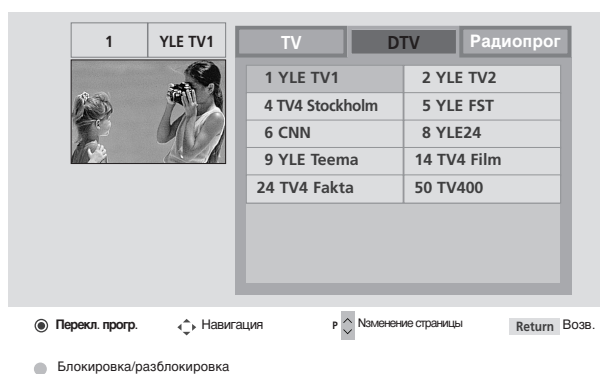 1 YLE TV1
TV DTV Радиопрог
1 YLE TV1 2 YLE TV2
4 TV4 Stockholm 5 YLE FST
6 CNN 8 YLE24
9 YLE Teema 14 TV4 Film
24 TV4 Fakta 50 TV400
Перекл. прогр. Навигация P Nзменение страницы Return Возв.
Блокировка/разблокировка